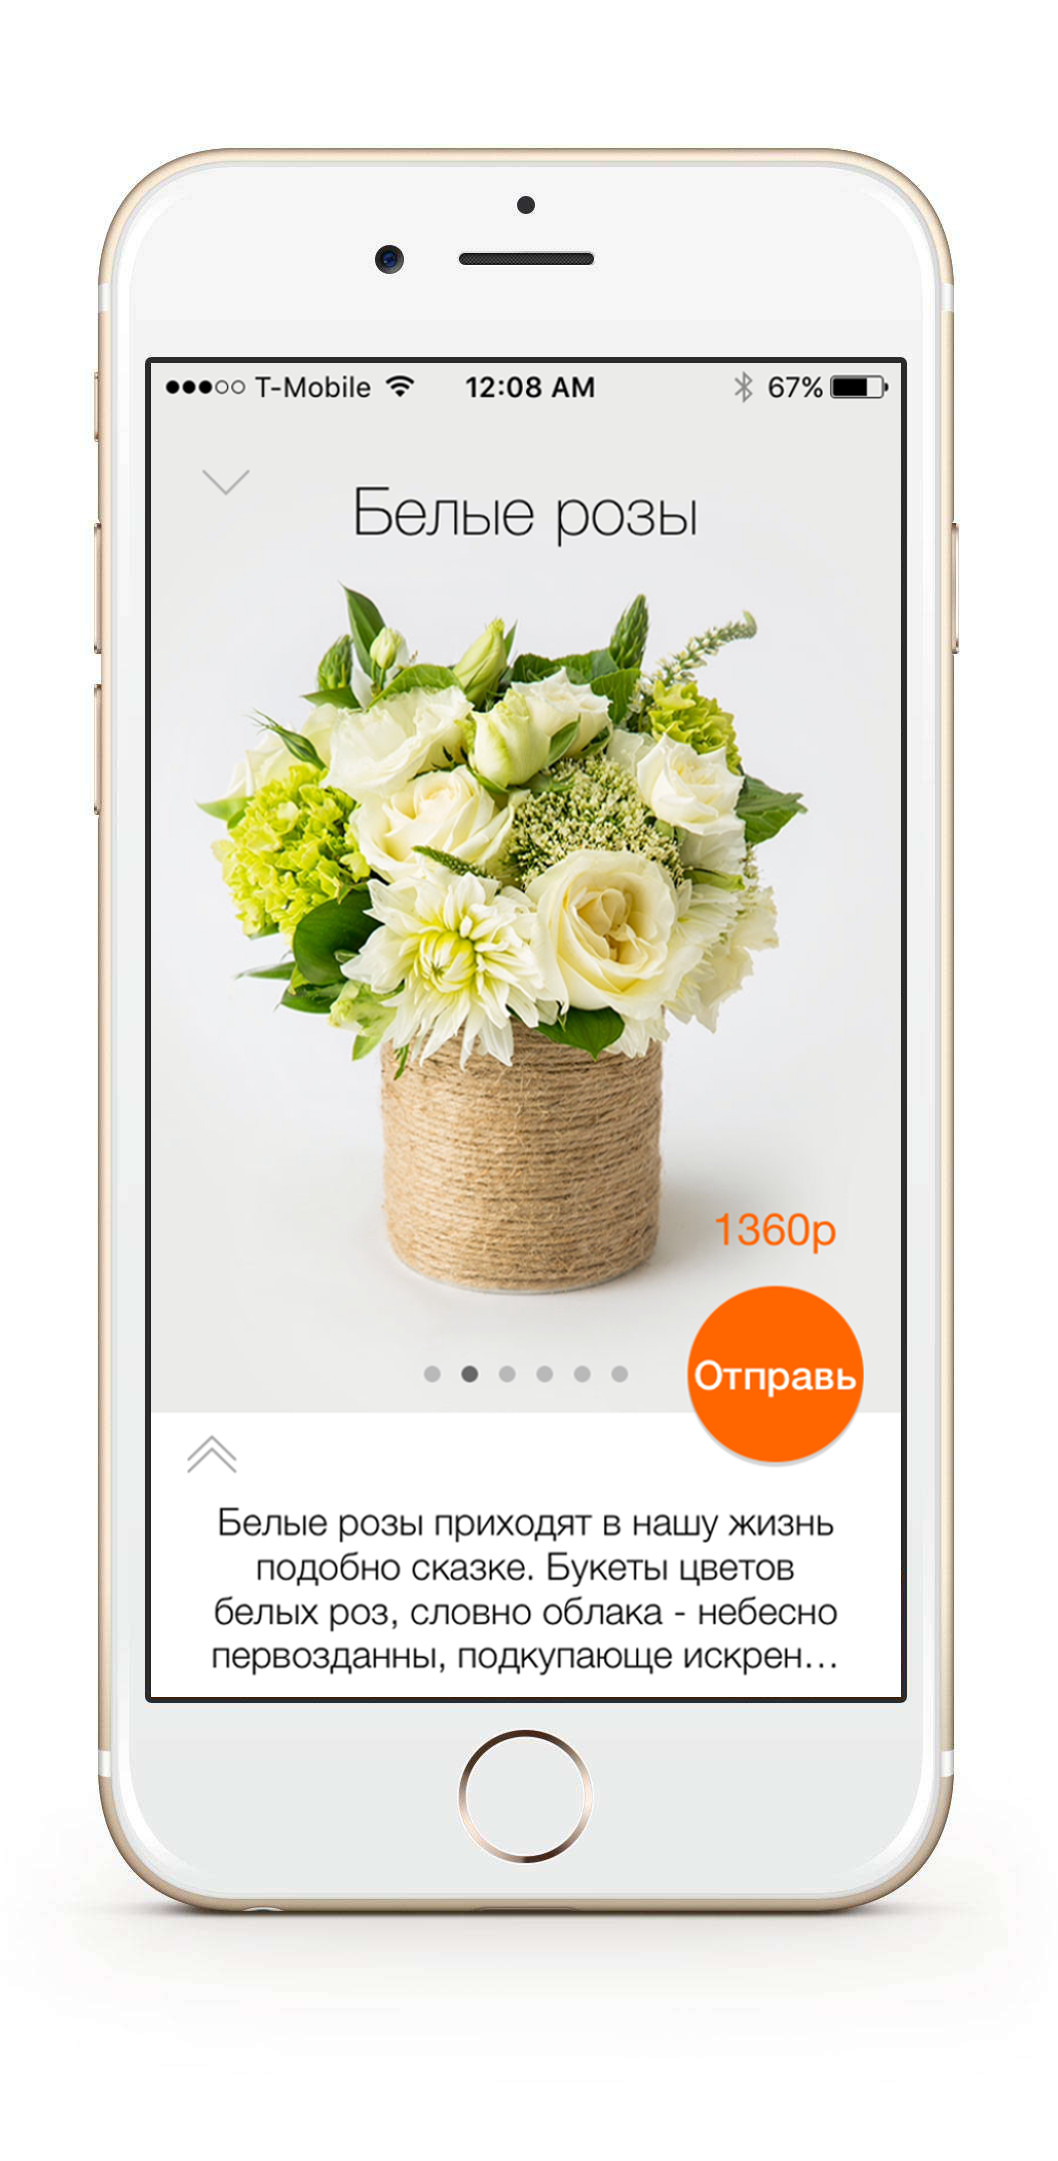 T-Mobile 12:08 AM 67%
Белые розы
1360р
Отправь
Белые розы приходят в нашу жизнь
подобно сказке. Букеты цветов
белых роз, словно облака - небесно
первозданны, подкупающе искрен...